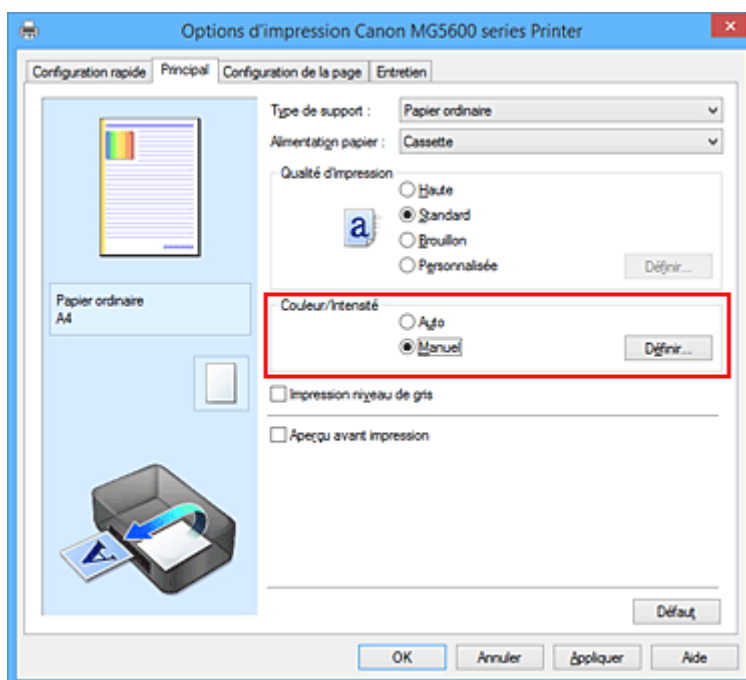 Options d'impression Canon MG5600 series Printer
Configuration rapide Principal Configuration de la page Entretien
Type de support : Papier ordinaire
Alimentation papier : Cassette
Qualité d'impression
Haute
a Standard
Brouillon
Personnalisée Définir...
Couleur/Intensité
Auto
Manuel Définir...
Papier ordinaire
A4
Impression niveau de gris
Aperçu avant impression
A
Défaut
OK Annuler Appliquer Aide